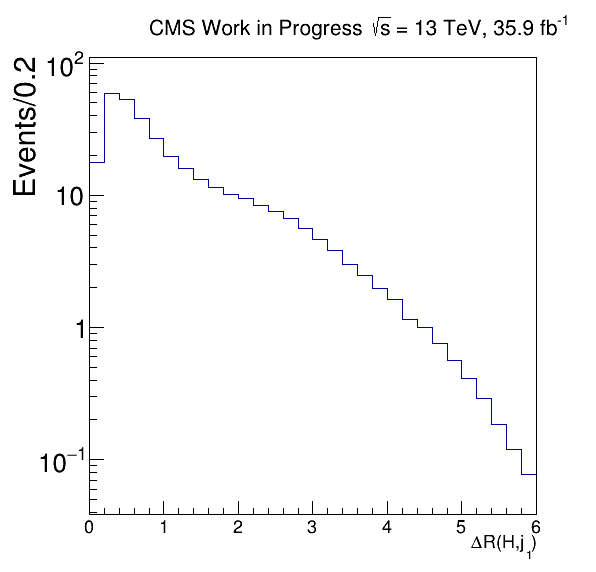 CMS Work in Progress √s = 13 TeV, 35.9 fb⁻¹
Events/0.2
10²
10
1
10⁻¹
0 1 2 3 4 5 6
ΔR(H,j₁)